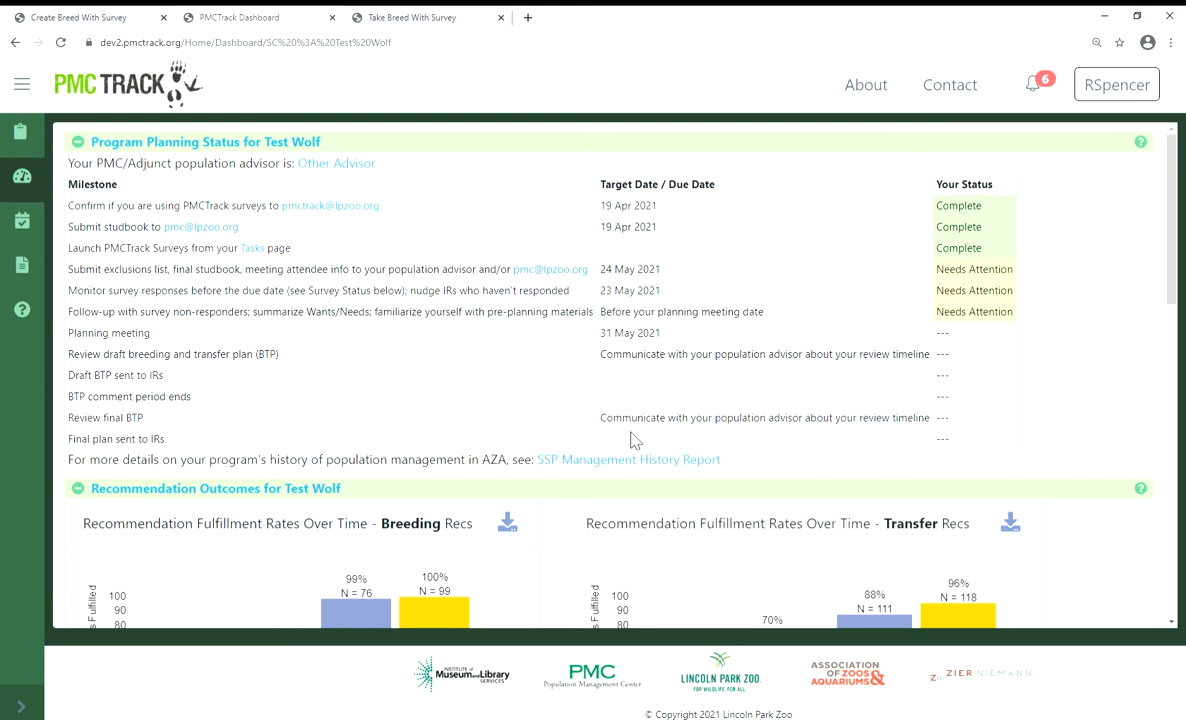 Create Breed With Survey
PMCTrack Dashboard
Take Breed With Survey
dev2.pmctrack.org/Home/Dashboard/SC%20%3A%20Test%20Wolf
PMC TRACK
About
Contact
6
RSpencer
Program Planning Status for Test Wolf
Your PMC/Adjunct population advisor is: Other Advisor
Milestone Target Date / Due Date Your Status
Confirm if you are using PMCTrack surveys to pmctrack@lpzoo.org 19 Apr 2021 Complete
Submit studbook to pmc@lpzoo.org 19 Apr 2021 Complete
Launch PMCTrack Surveys from your Tasks page Complete
Submit exclusions list, final studbook, meeting attendee info to your population advisor and/or pmc@lpzoo.org 24 May 2021 Needs Attention
Monitor survey responses before the due date (see Survey Status below); nudge IRs who haven't responded 23 May 2021 Needs Attention
Follow-up with survey non-responders; summarize Wants/Needs; familiarize yourself with pre-planning materials Before your planning meeting date Needs Attention
Planning meeting 31 May 2021 ---
Review draft breeding and transfer plan (BTP) Communicate with your population advisor about your review timeline ---
Draft BTP sent to IRs ---
BTP comment period ends ---
Review final BTP Communicate with your population advisor about your review timeline ---
Final plan sent to IRs ---
For more details on your program's history of population management in AZA, see: SSP Management History Report
Recommendation Outcomes for Test Wolf
Recommendation Fulfillment Rates Over Time - Breeding Recs
Recommendation Fulfillment Rates Over Time - Transfer Recs
s Fulfilled
100
90
80
99%
N = 76
100%
N = 99
s Fulfilled
100
90
80
70%
88%
N = 111
96%
N = 118
INSTITUTE of
Museum and Library
SERVICES
PMC
Population Management Center
LINCOLN PARK ZOO
FOR WILDLIFE. FOR ALL.
ASSOCIATION
OF ZOOS
AQUARIUMS &
Zn ZIER NIEMANN
© Copyright 2021 Lincoln Park Zoo